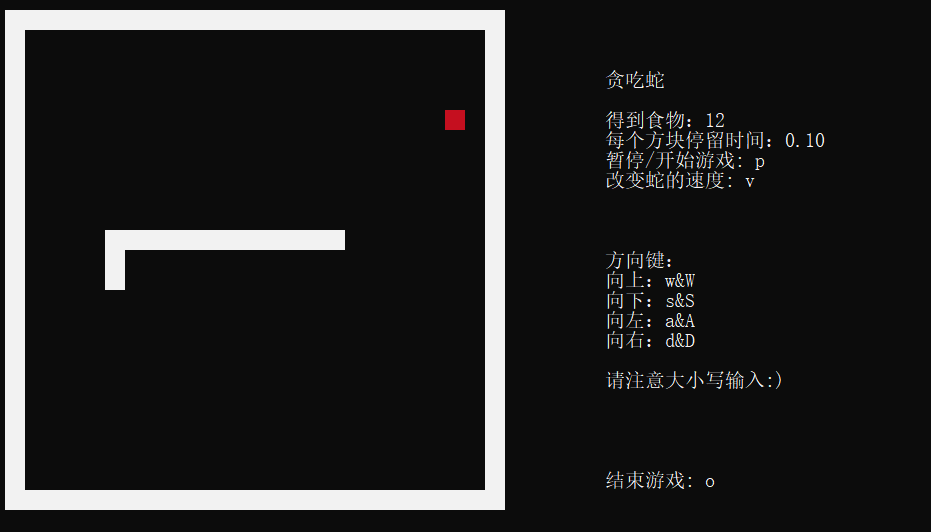 贪吃蛇
得到食物：12
每个方块停留时间：0.10
暂停/开始游戏: p
改变蛇的速度: v
方向键：
向上：w&W
向下：s&S
向左：a&A
向右：d&D
请注意大小写输入:)
结束游戏: o